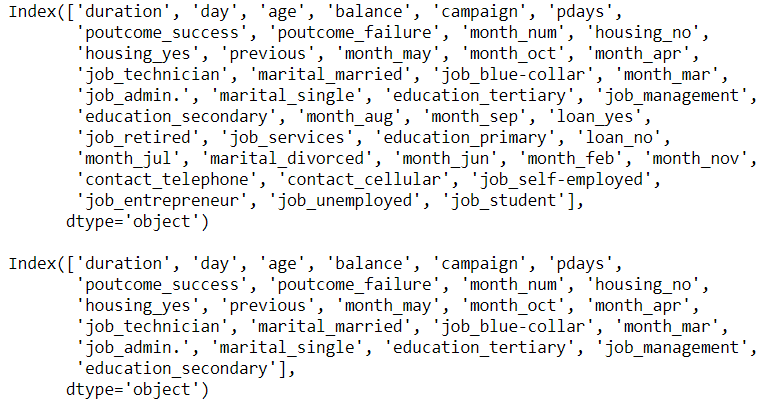 Index(['duration', 'day', 'age', 'balance', 'campaign', 'pdays',
'poutcome_success', 'poutcome_failure', 'month_num', 'housing_no',
'housing_yes', 'previous', 'month_may', 'month_oct', 'month_apr',
'job_technician', 'marital_married', 'job_blue-collar', 'month_mar',
'job_admin.', 'marital_single', 'education_tertiary', 'job_management',
'education_secondary', 'month_aug', 'month_sep', 'loan_yes',
'job_retired', 'job_services', 'education_primary', 'loan_no',
'month_jul', 'marital_divorced', 'month_jun', 'month_feb', 'month_nov',
'contact_telephone', 'contact_cellular', 'job_self-employed',
'job_entrepreneur', 'job_unemployed', 'job_student'],
dtype='object')
Index(['duration', 'day', 'age', 'balance', 'campaign', 'pdays',
'poutcome_success', 'poutcome_failure', 'month_num', 'housing_no',
'housing_yes', 'previous', 'month_may', 'month_oct', 'month_apr',
'job_technician', 'marital_married', 'job_blue-collar', 'month_mar',
'job_admin.', 'marital_single', 'education_tertiary', 'job_management',
'education_secondary'],
dtype='object')